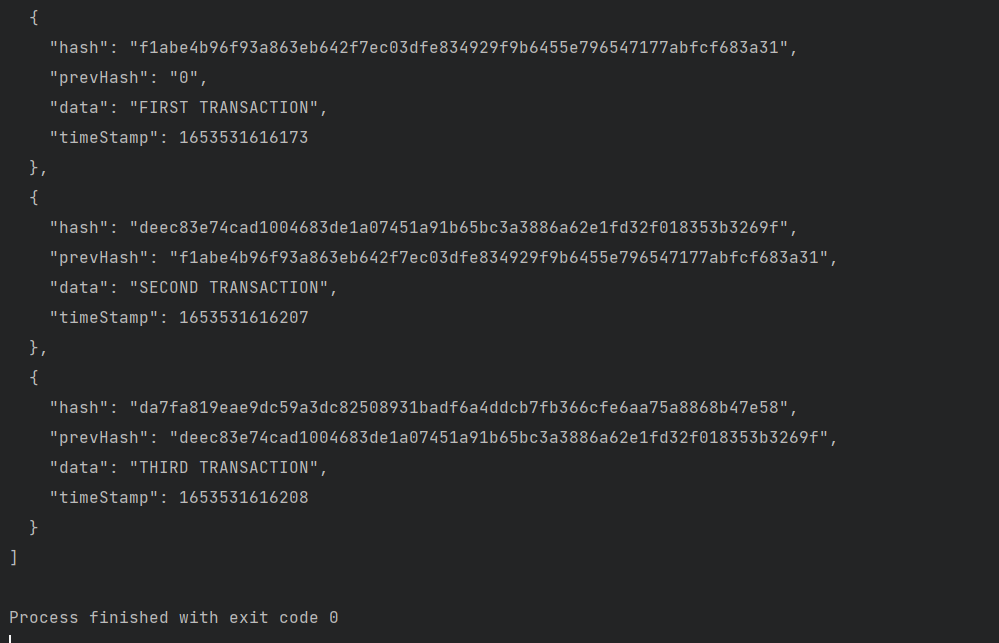 {
"hash": "f1abe4b96f93a863eb642f7ec03dfe834929f9b6455e796547177abfcf683a31",
"prevHash": "0",
"data": "FIRST TRANSACTION",
"timeStamp": 1653531616173
},
{
"hash": "deec83e74cad1004683de1a07451a91b65bc3a3886a62e1fd32f018353b3269f",
"prevHash": "f1abe4b96f93a863eb642f7ec03dfe834929f9b6455e796547177abfcf683a31",
"data": "SECOND TRANSACTION",
"timeStamp": 1653531616207
},
{
"hash": "da7fa819eae9dc59a3dc82508931badf6a4ddcb7fb366cfe6aa75a8868b47e58",
"prevHash": "deec83e74cad1004683de1a07451a91b65bc3a3886a62e1fd32f018353b3269f",
"data": "THIRD TRANSACTION",
"timeStamp": 1653531616208
}
]
Process finished with exit code 0